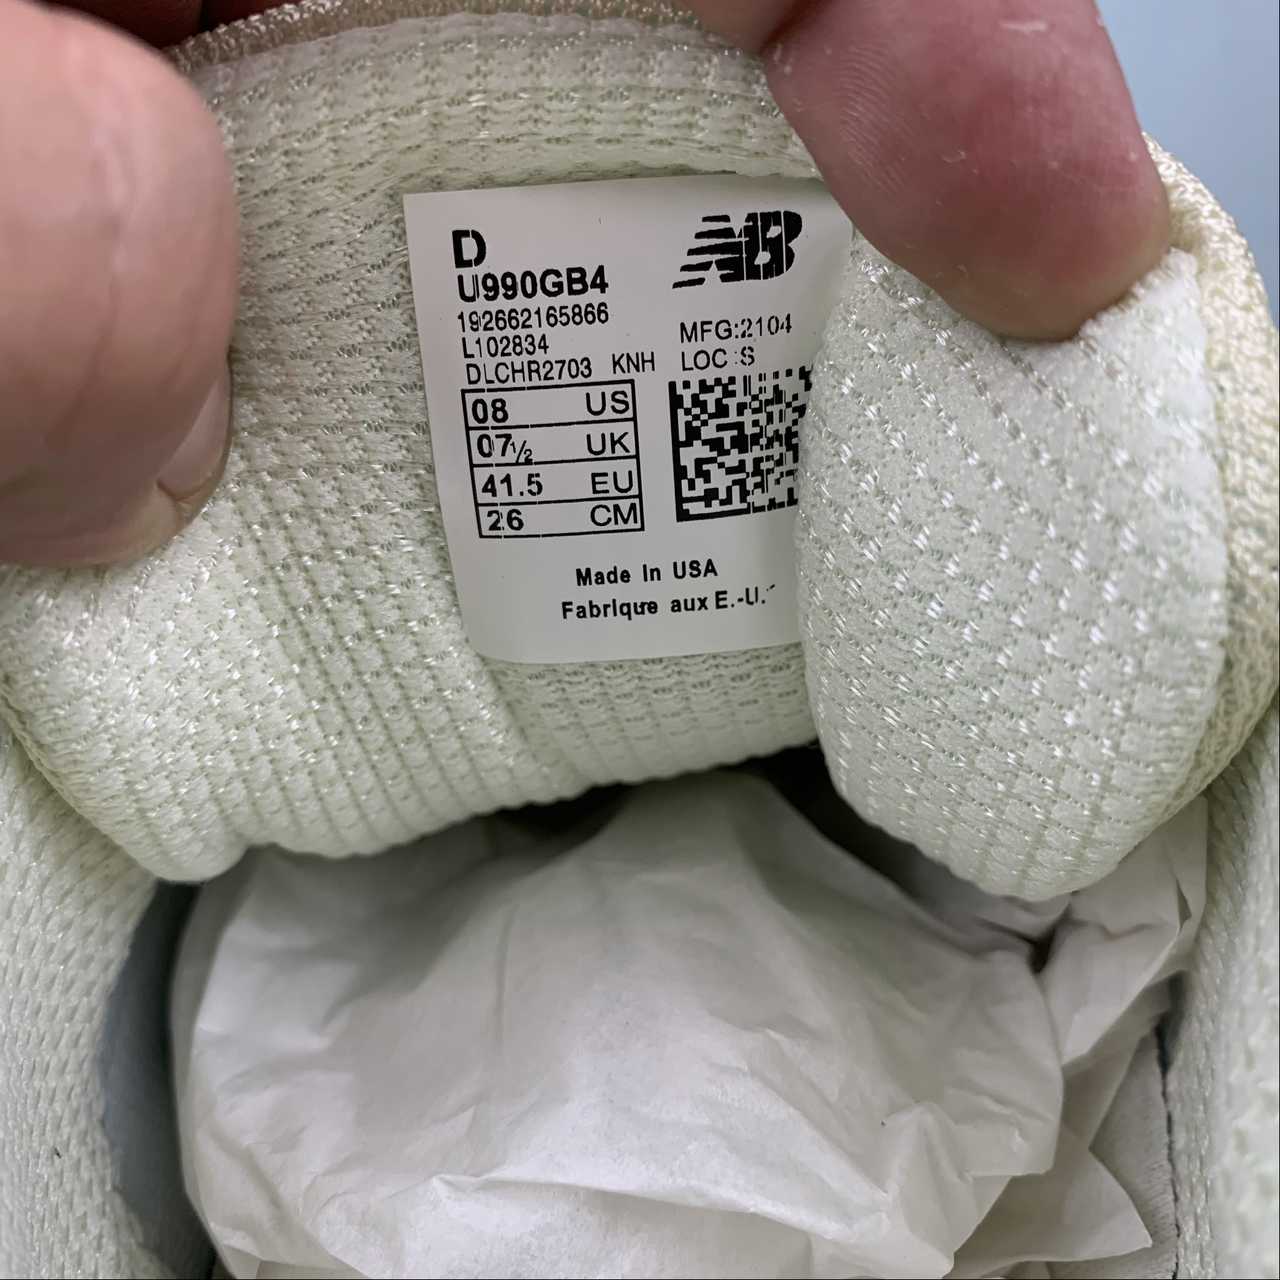 D
NB
U990GB4
192662165866
L102834
DLCHR2703 KNH
MFG:2104
LOC:S
08 US
07½ UK
41.5 EU
26 CM
Made In USA
Fabrique aux E.-U.